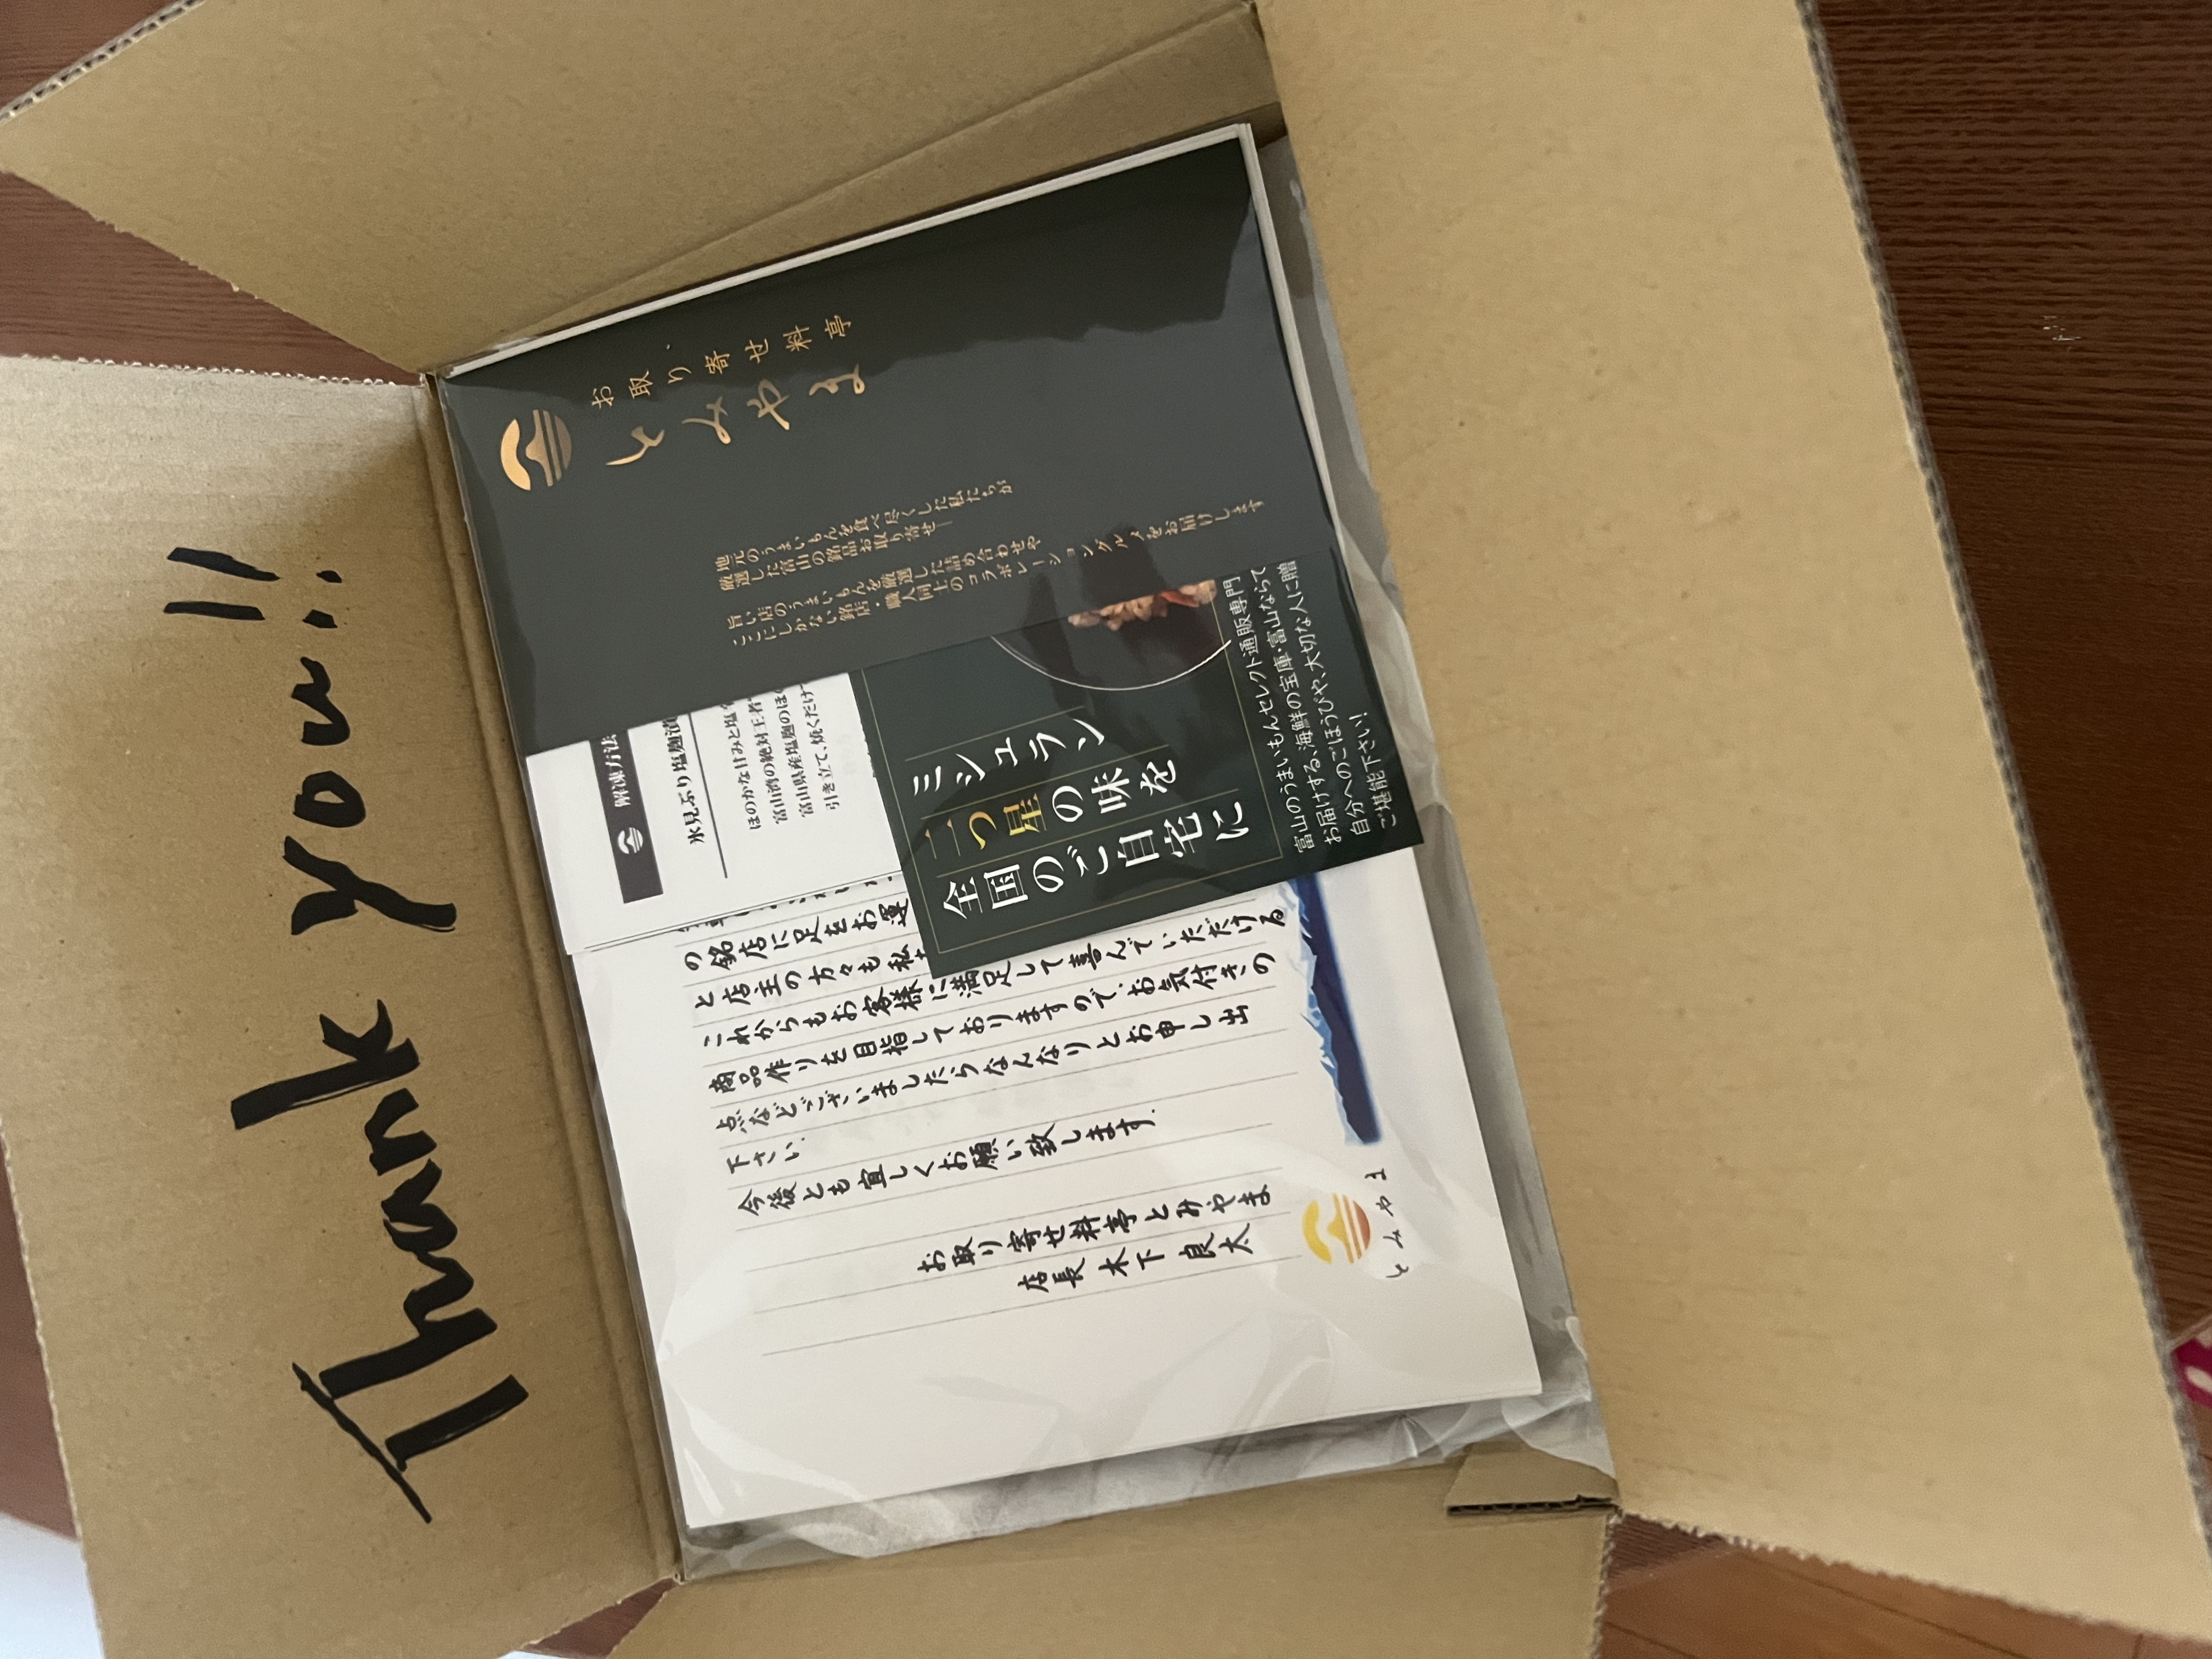 Thank you!!
お取り寄せ料亭
とみやま
地元のうまいもんを食べ尽くした私たちが
厳選した富山の銘品お取り寄せ―
旨い店のうまいもんを厳選した詰め合わせや
ここにしかない銘店・職人同士のコラボレーショングルメをお届けします
解凍方法
氷見ぶり塩麹漬
ほのかな甘みと塩
富山湾の絶対王者
富山県産塩麹のほ
引き立て、焼くだけ
ミシュラン
二つ星の味を
全国のご自宅に
富山のうまいもんセレクト通販専門
お届けする、海鮮の宝庫・富山ならで
自分へのごほうびや、大切な人に贈
ご堪能下さい!
の銘店に足をお運
と店主の方々も私
これからもお客様に満足して喜んでいただける
商品作りを目指しておりますので、お気付きの
点などございましたらなんなりとお申し出
下さい。
今後とも宜しくお願い致します。
お取り寄せ料亭とみやま
店長 木下 良太
とみやま